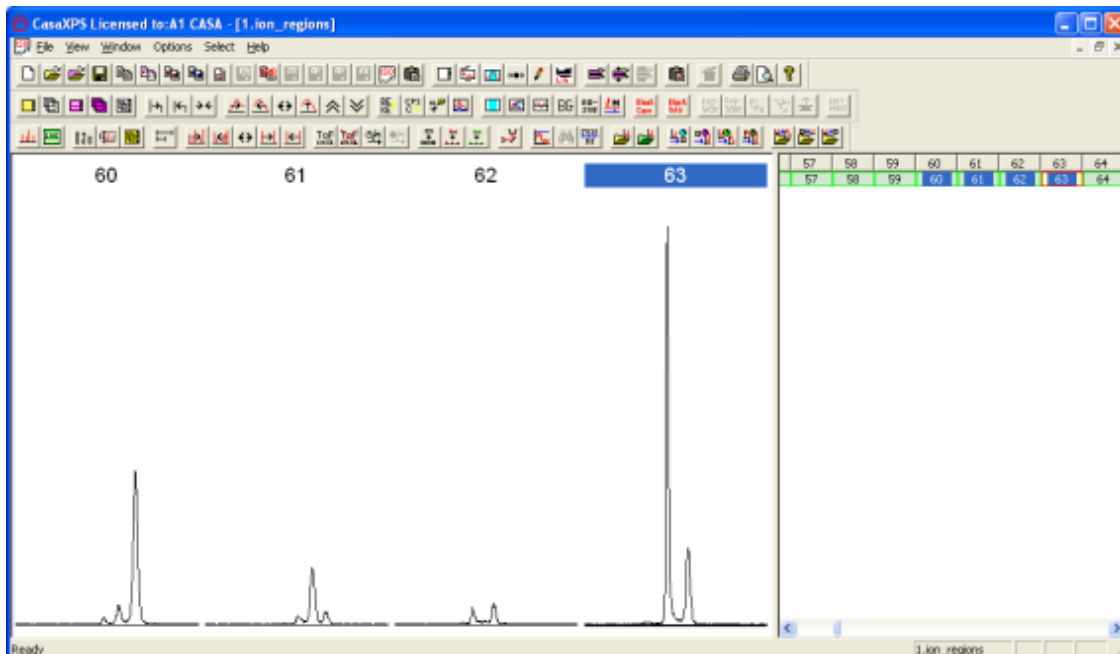 CasaXPS Licensed to:A1 CASA - [1.ion_regions]
File View Window Options Select Help
BG
57 58 59 60 61 62 63 64
57 58 59 60 61 62 63 64
60 61 62 63
Ready
1.ion_regions